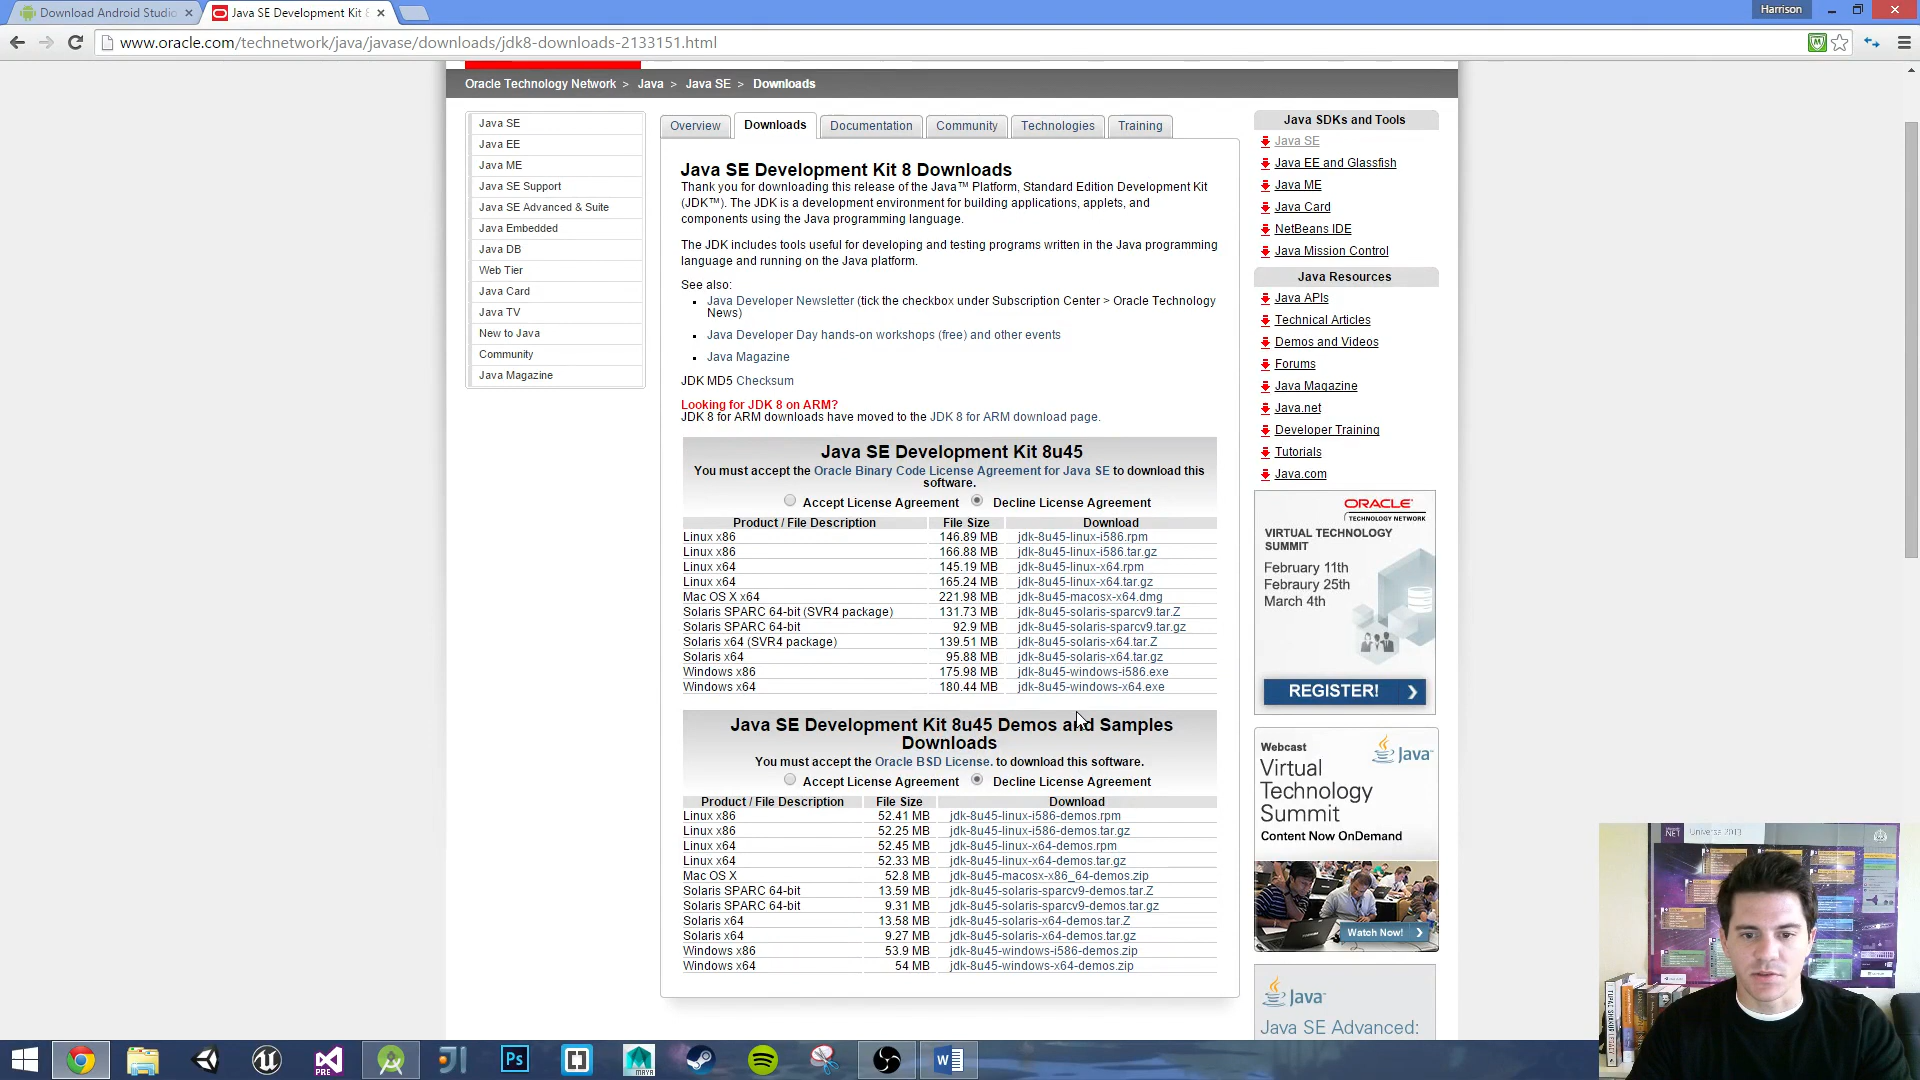 Download Android Studio
Java SE Development Kit 8
Harrison
www.oracle.com/technetwork/java/javase/downloads/jdk8-downloads-2133151.html
Oracle Technology Network > Java > Java SE > Downloads
Java SE
Java EE
Java ME
Java SE Support
Java SE Advanced & Suite
Java Embedded
Java DB
Web Tier
Java Card
Java TV
New to Java
Community
Java Magazine
Overview Downloads Documentation Community Technologies Training
Java SE Development Kit 8 Downloads
Thank you for downloading this release of the Java™ Platform, Standard Edition Development Kit
(JDK™). The JDK is a development environment for building applications, applets, and
components using the Java programming language.
The JDK includes tools useful for developing and testing programs written in the Java programming
language and running on the Java platform.
See also:
Java Developer Newsletter (tick the checkbox under Subscription Center > Oracle Technology
News)
Java Developer Day hands-on workshops (free) and other events
Java Magazine
JDK MD5 Checksum
Looking for JDK 8 on ARM?
JDK 8 for ARM downloads have moved to the JDK 8 for ARM download page.
Java SE Development Kit 8u45
You must accept the Oracle Binary Code License Agreement for Java SE to download this
software.
Accept License Agreement Decline License Agreement
Product / File Description File Size Download
Linux x86 146.89 MB jdk-8u45-linux-i586.rpm
Linux x86 166.88 MB jdk-8u45-linux-i586.tar.gz
Linux x64 145.19 MB jdk-8u45-linux-x64.rpm
Linux x64 165.24 MB jdk-8u45-linux-x64.tar.gz
Mac OS X x64 221.98 MB jdk-8u45-macosx-x64.dmg
Solaris SPARC 64-bit (SVR4 package) 131.73 MB jdk-8u45-solaris-sparcv9.tar.Z
Solaris SPARC 64-bit 92.9 MB jdk-8u45-solaris-sparcv9.tar.gz
Solaris x64 (SVR4 package) 139.51 MB jdk-8u45-solaris-x64.tar.Z
Solaris x64 95.88 MB jdk-8u45-solaris-x64.tar.gz
Windows x86 175.98 MB jdk-8u45-windows-i586.exe
Windows x64 180.44 MB jdk-8u45-windows-x64.exe
Java SE Development Kit 8u45 Demos and Samples
Downloads
You must accept the Oracle BSD License. to download this software.
Accept License Agreement Decline License Agreement
Product / File Description File Size Download
Linux x86 52.41 MB jdk-8u45-linux-i586-demos.rpm
Linux x86 52.25 MB jdk-8u45-linux-i586-demos.tar.gz
Linux x64 52.45 MB jdk-8u45-linux-x64-demos.rpm
Linux x64 52.33 MB jdk-8u45-linux-x64-demos.tar.gz
Mac OS X 52.8 MB jdk-8u45-macosx-x86_64-demos.zip
Solaris SPARC 64-bit 13.59 MB jdk-8u45-solaris-sparcv9-demos.tar.Z
Solaris SPARC 64-bit 9.31 MB jdk-8u45-solaris-sparcv9-demos.tar.gz
Solaris x64 13.58 MB jdk-8u45-solaris-x64-demos.tar.Z
Solaris x64 9.27 MB jdk-8u45-solaris-x64-demos.tar.gz
Windows x86 53.9 MB jdk-8u45-windows-i586-demos.zip
Windows x64 54 MB jdk-8u45-windows-x64-demos.zip
Java SDKs and Tools
Java SE
Java EE and Glassfish
Java ME
Java Card
NetBeans IDE
Java Mission Control
Java Resources
Java APIs
Technical Articles
Demos and Videos
Forums
Java Magazine
Java.net
Developer Training
Tutorials
Java.com
ORACLE
TECHNOLOGY NETWORK
VIRTUAL TECHNOLOGY
SUMMIT
February 11th
Febraury 25th
March 4th
REGISTER!
Webcast
Java
Virtual
Technology
Summit
Content Now OnDemand
Watch Now!
Java
Java SE Advanced:
Universe 2013
PRE
Ps
MAYA